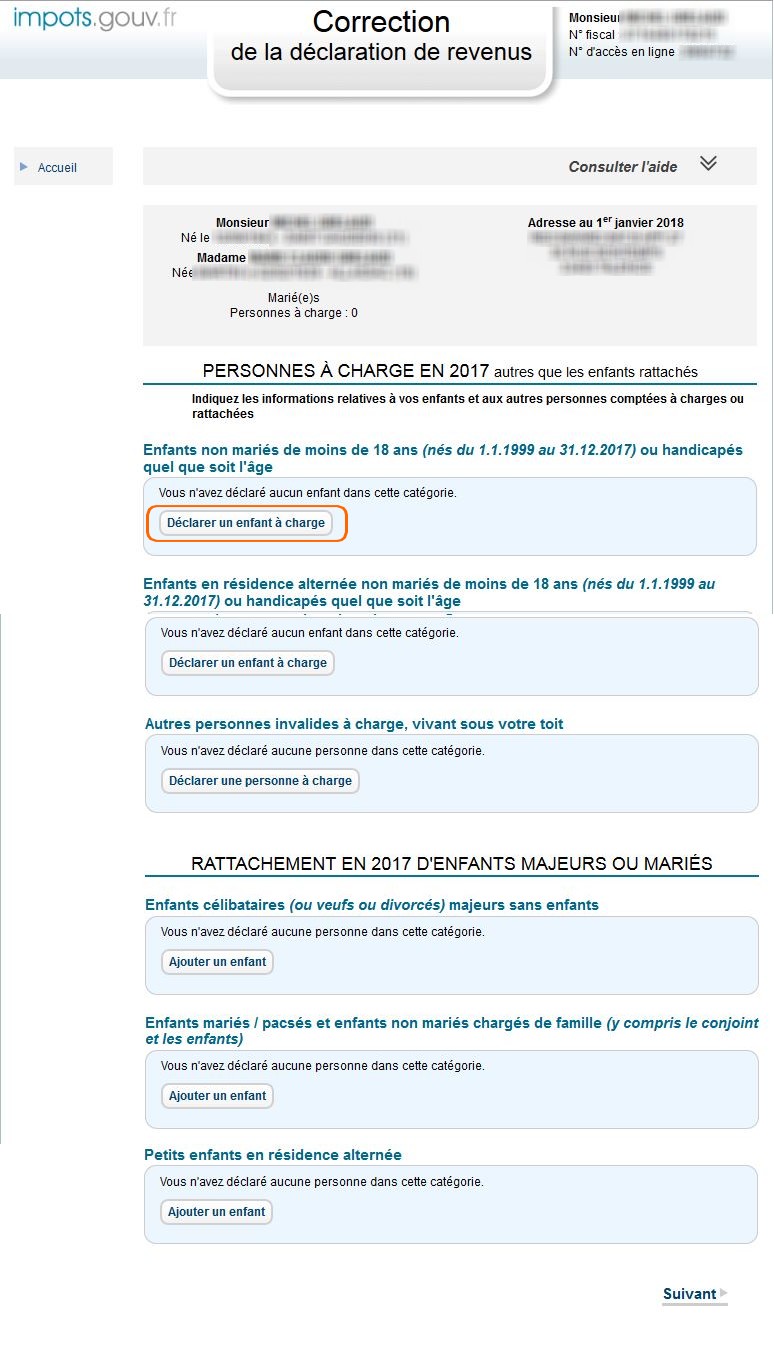 impots.gouv.fr
Correction
de la déclaration de revenus
Monsieur
N° fiscal
N° d'accès en ligne
Accueil
Consulter l'aide
Monsieur
Né le
Madame
Née
Marié(e)s
Personnes à charge : 0
Adresse au 1er janvier 2018
PERSONNES À CHARGE EN 2017 autres que les enfants rattachés
Indiquez les informations relatives à vos enfants et aux autres personnes comptées à charges ou
rattachées
Enfants non mariés de moins de 18 ans (nés du 1.1.1999 au 31.12.2017) ou handicapés
quel que soit l'âge
Vous n'avez déclaré aucun enfant dans cette catégorie.
Déclarer un enfant à charge
Enfants en résidence alternée non mariés de moins de 18 ans (nés du 1.1.1999 au
31.12.2017) ou handicapés quel que soit l'âge
Vous n'avez déclaré aucun enfant dans cette catégorie.
Déclarer un enfant à charge
Autres personnes invalides à charge, vivant sous votre toit
Vous n'avez déclaré aucune personne dans cette catégorie.
Déclarer une personne à charge
RATTACHEMENT EN 2017 D'ENFANTS MAJEURS OU MARIÉS
Enfants célibataires (ou veufs ou divorcés) majeurs sans enfants
Vous n'avez déclaré aucune personne dans cette catégorie.
Ajouter un enfant
Enfants mariés / pacsés et enfants non mariés chargés de famille (y compris le conjoint
et les enfants)
Vous n'avez déclaré aucune personne dans cette catégorie.
Ajouter un enfant
Petits enfants en résidence alternée
Vous n'avez déclaré aucune personne dans cette catégorie.
Ajouter un enfant
Suivant